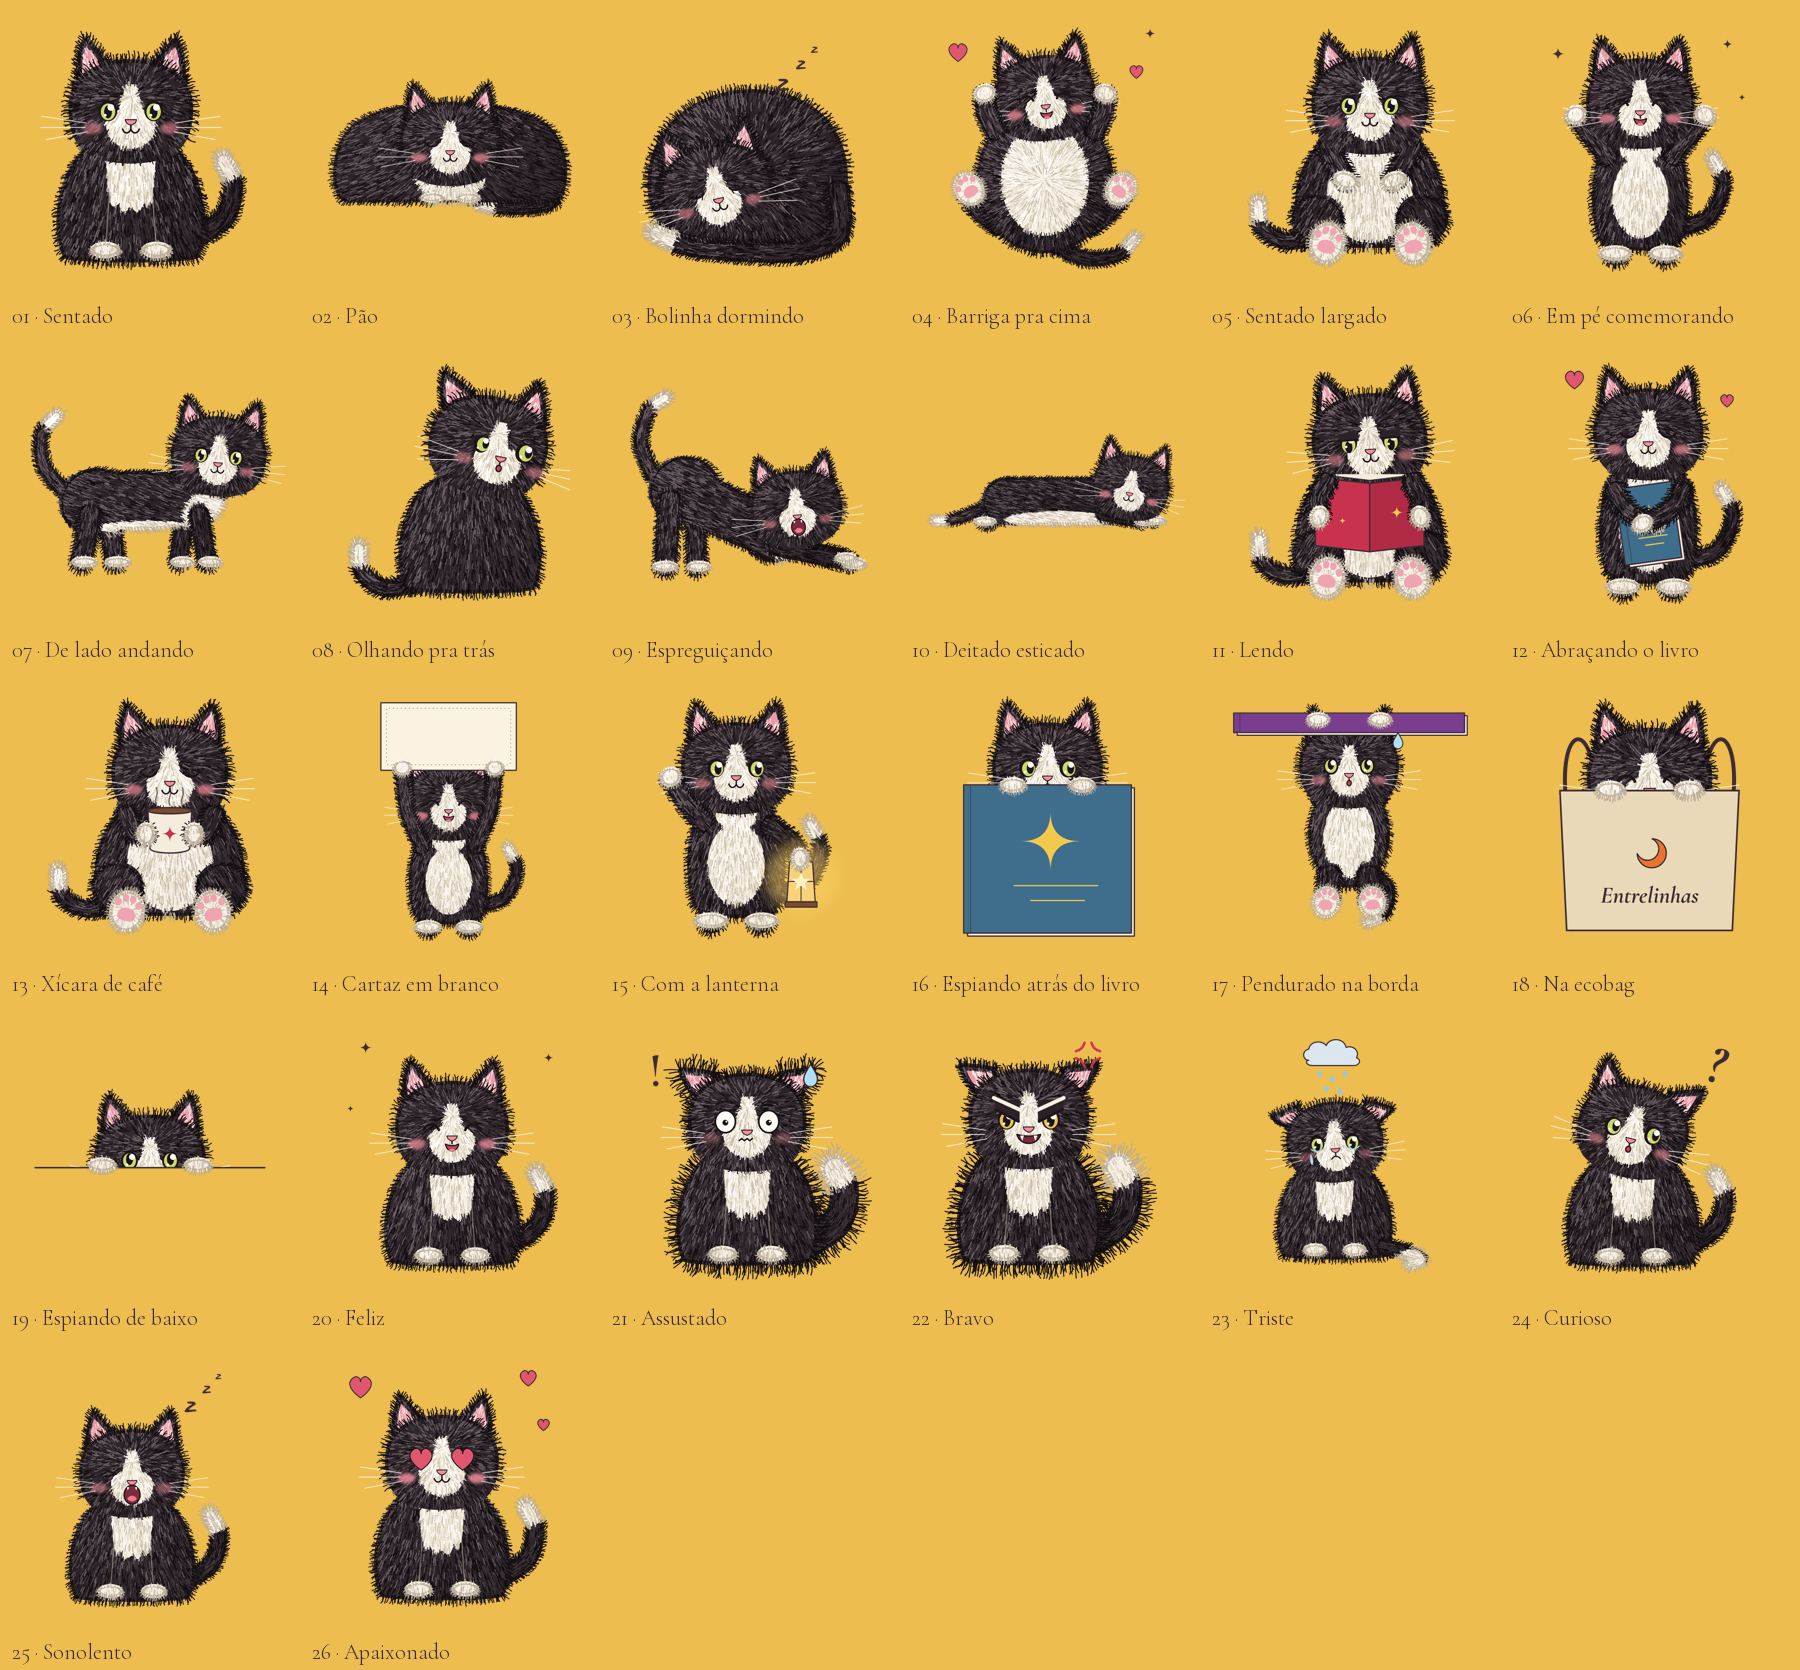 z
z
z
01 · Sentado
02 · Pão
03 · Bolinha dormindo
04 · Barriga pra cima
05 · Sentado largado
06 · Em pé comemorando
07 · De lado andando
08 · Olhando pra trás
09 · Espreguiçando
10 · Deitado esticado
11 · Lendo
12 · Abraçando o livro
Entrelinhas
13 · Xícara de café
14 · Cartaz em branco
15 · Com a lanterna
16 · Espiando atrás do livro
17 · Pendurado na borda
18 · Na ecobag
!
?
19 · Espiando de baixo
20 · Feliz
21 · Assustado
22 · Bravo
23 · Triste
24 · Curioso
z
z
z
25 · Sonolento
26 · Apaixonado